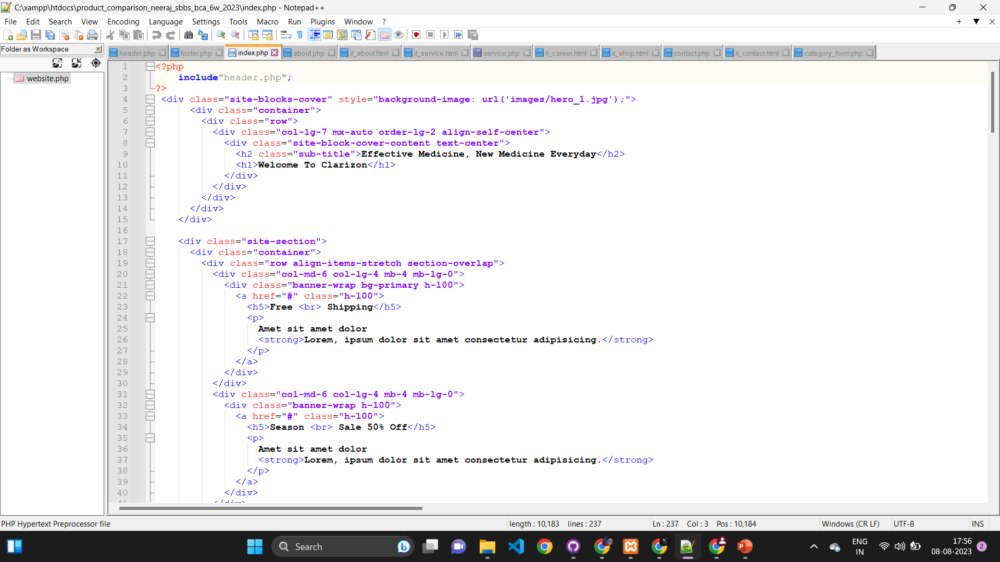 C:\xampp\htdocs\product_comparison_neeraj_sbbs_bca_6w_2023\index.php - Notepad++
File Edit Search View Encoding Language Settings Tools Macro Run Plugins Window ?
Folder as Workspace
header.php footer.php index.php about.php it_about.html it_service.html service.php it_career.html it_shop.html contact.php it_contact.html category_form.php
website.php
1 <?php
2 include"header.php";
3 ?>
4 <div class="site-blocks-cover" style="background-image: url('images/hero_1.jpg');">
5 <div class="container">
6 <div class="row">
7 <div class="col-lg-7 mx-auto order-lg-2 align-self-center">
8 <div class="site-block-cover-content text-center">
9 <h2 class="sub-title">Effective Medicine, New Medicine Everyday</h2>
10 <h1>Welcome To Clarizon</h1>
11 </div>
12 </div>
13 </div>
14 </div>
15 </div>
16
17 <div class="site-section">
18 <div class="container">
19 <div class="row align-items-stretch section-overlap">
20 <div class="col-md-6 col-lg-4 mb-4 mb-lg-0">
21 <div class="banner-wrap bg-primary h-100">
22 <a href="#" class="h-100">
23 <h5>Free <br> Shipping</h5>
24 <p>
25 Amet sit amet dolor
26 <strong>Lorem, ipsum dolor sit amet consectetur adipisicing.</strong>
27 </p>
28 </a>
29 </div>
30 </div>
31 <div class="col-md-6 col-lg-4 mb-4 mb-lg-0">
32 <div class="banner-wrap h-100">
33 <a href="#" class="h-100">
34 <h5>Season <br> Sale 50% Off</h5>
35 <p>
36 Amet sit amet dolor
37 <strong>Lorem, ipsum dolor sit amet consectetur adipisicing.</strong>
38 </p>
39 </a>
40 </div>
41 </div>
PHP Hypertext Preprocessor file length : 10,183 lines : 237 Ln : 237 Col : 3 Pos : 10,184 Windows (CR LF) UTF-8 INS
Search
ENG
IN
17:56
08-08-2023
2